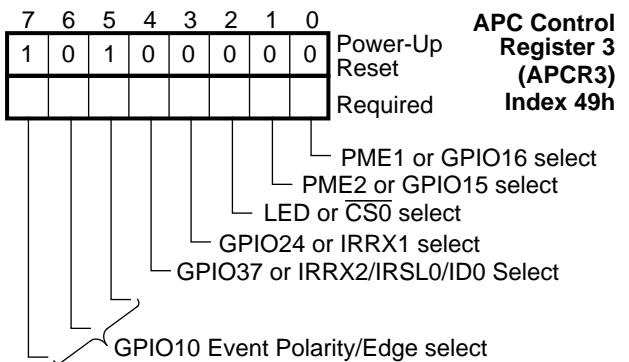 7 6 5 4 3 2 1 0
APC Control
Register 3
(APCR3)
Index 49h
1 0 1 0 0 0 0 0
Power-Up
Reset
Required
PME1 or GPIO16 select
PME2 or GPIO15 select
LED or C̅S̅0̅ select
GPIO24 or IRRX1 select
GPIO37 or IRRX2/IRSL0/ID0 Select
GPIO10 Event Polarity/Edge select